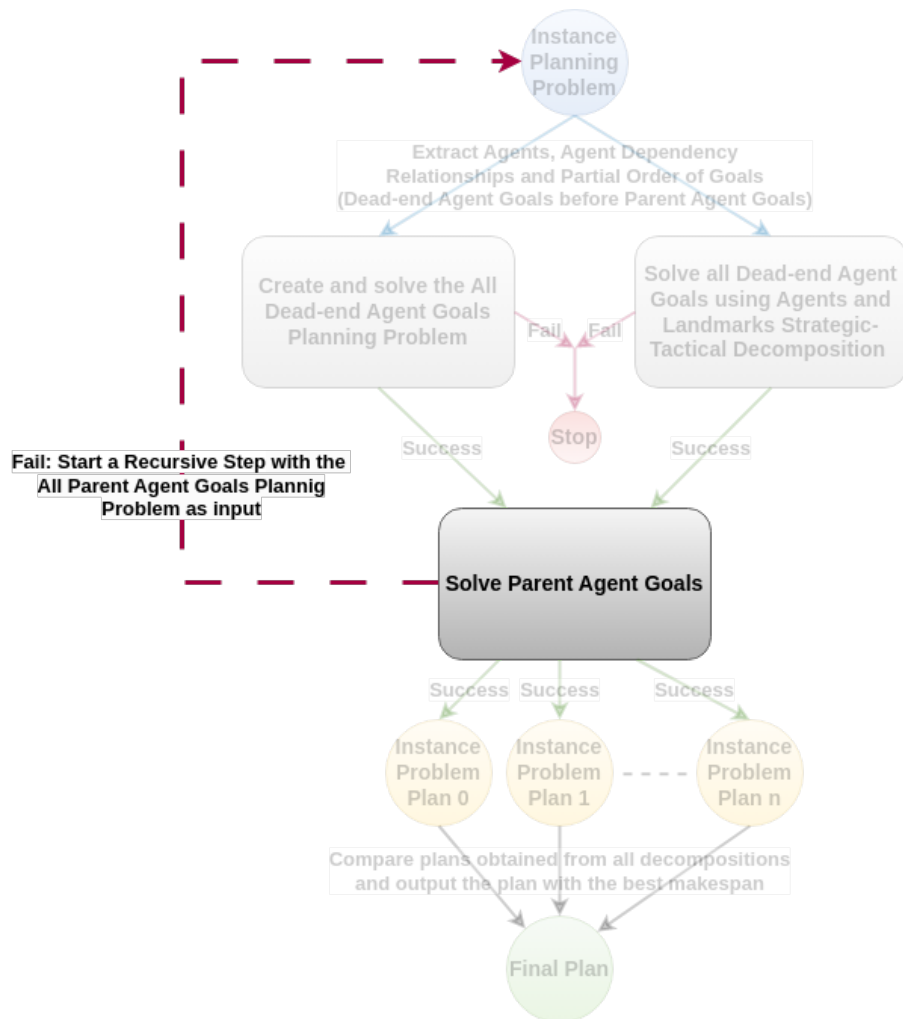 Instance
Planning
Problem
Extract Agents, Agent Dependency
Relationships and Partial Order of Goals
(Dead-end Agent Goals before Parent Agent Goals)
Create and solve the All
Dead-end Agent Goals
Planning Problem
Solve all Dead-end Agent
Goals using Agents and
Landmarks Strategic-
Tactical Decomposition
Fail
Fail
Stop
Success
Success
Fail: Start a Recursive Step with the
All Parent Agent Goals Plannig
Problem as input
Solve Parent Agent Goals
Success
Success
Success
Instance
Problem
Plan 0
Instance
Problem
Plan 1
Instance
Problem
Plan n
Compare plans obtained from all decompositions
and output the plan with the best makespan
Final Plan